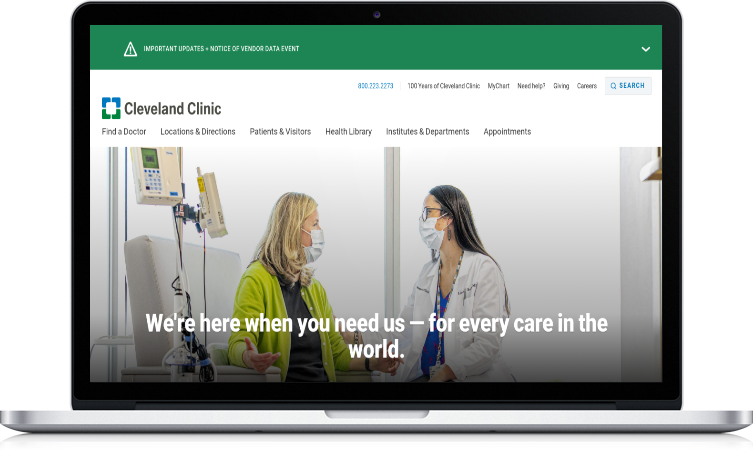 IMPORTANT UPDATES + NOTICE OF VENDOR DATA EVENT
800.223.2273 100 Years of Cleveland Clinic MyChart Need help? Giving Careers SEARCH
Cleveland Clinic
Find a Doctor Locations & Directions Patients & Visitors Health Library Institutes & Departments Appointments
We're here when you need us — for every care in the
world.